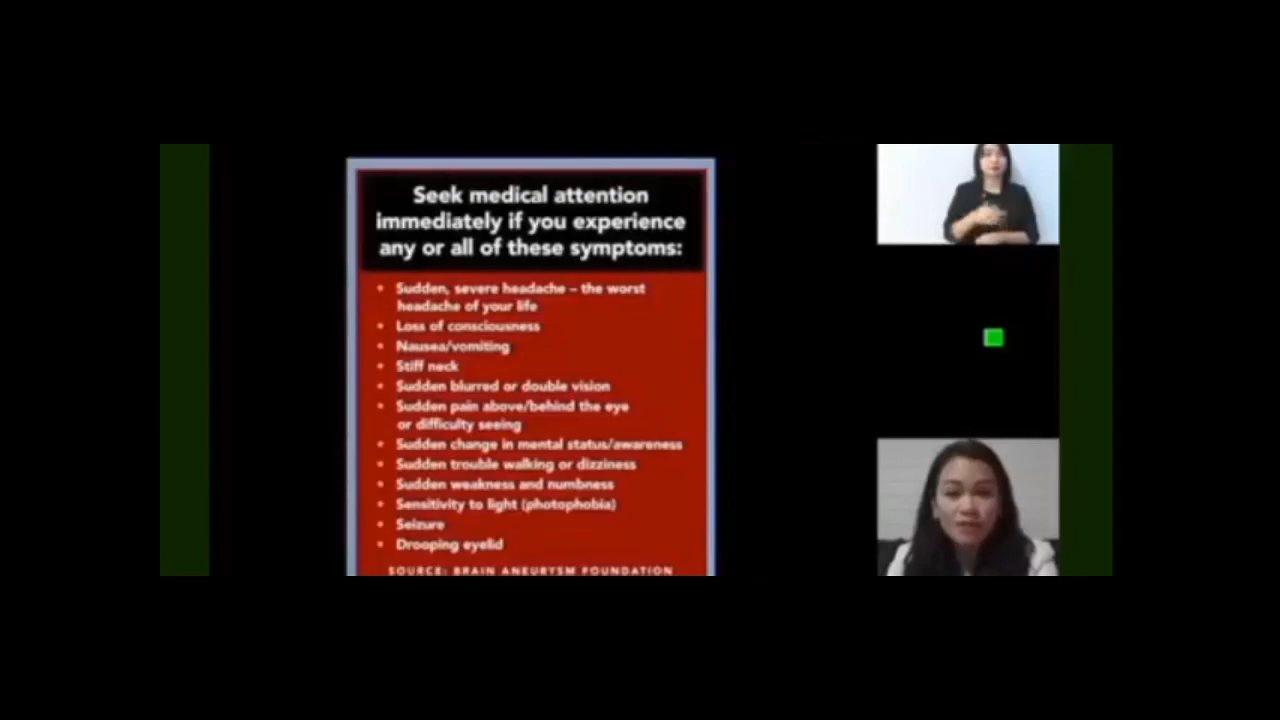 Seek medical attention
immediately if you experience
any or all of these symptoms:
• Sudden, severe headache – the worst
headache of your life
• Loss of consciousness
• Nausea/vomiting
• Stiff neck
• Sudden blurred or double vision
• Sudden pain above/behind the eye
or difficulty seeing
• Sudden change in mental status/awareness
• Sudden trouble walking or dizziness
• Sudden weakness and numbness
• Sensitivity to light (photophobia)
• Seizure
• Drooping eyelid
SOURCE: BRAIN ANEURYSM FOUNDATION